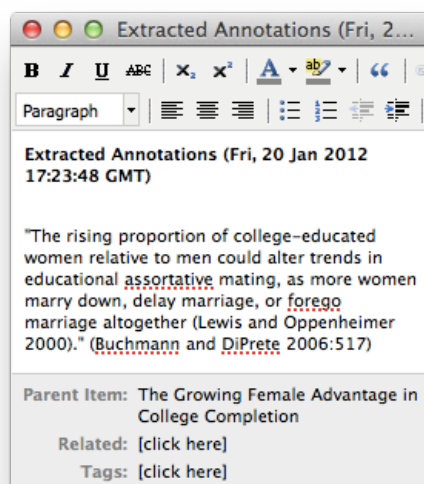 Extracted Annotations (Fri, 2...
B I U ABC X₂ X² A ab “
Paragraph
Extracted Annotations (Fri, 20 Jan 2012
17:23:48 GMT)
"The rising proportion of college-educated
women relative to men could alter trends in
educational assortative mating, as more women
marry down, delay marriage, or forego
marriage altogether (Lewis and Oppenheimer
2000)." (Buchmann and DiPrete 2006:517)
Parent Item: The Growing Female Advantage in
College Completion
Related: [click here]
Tags: [click here]